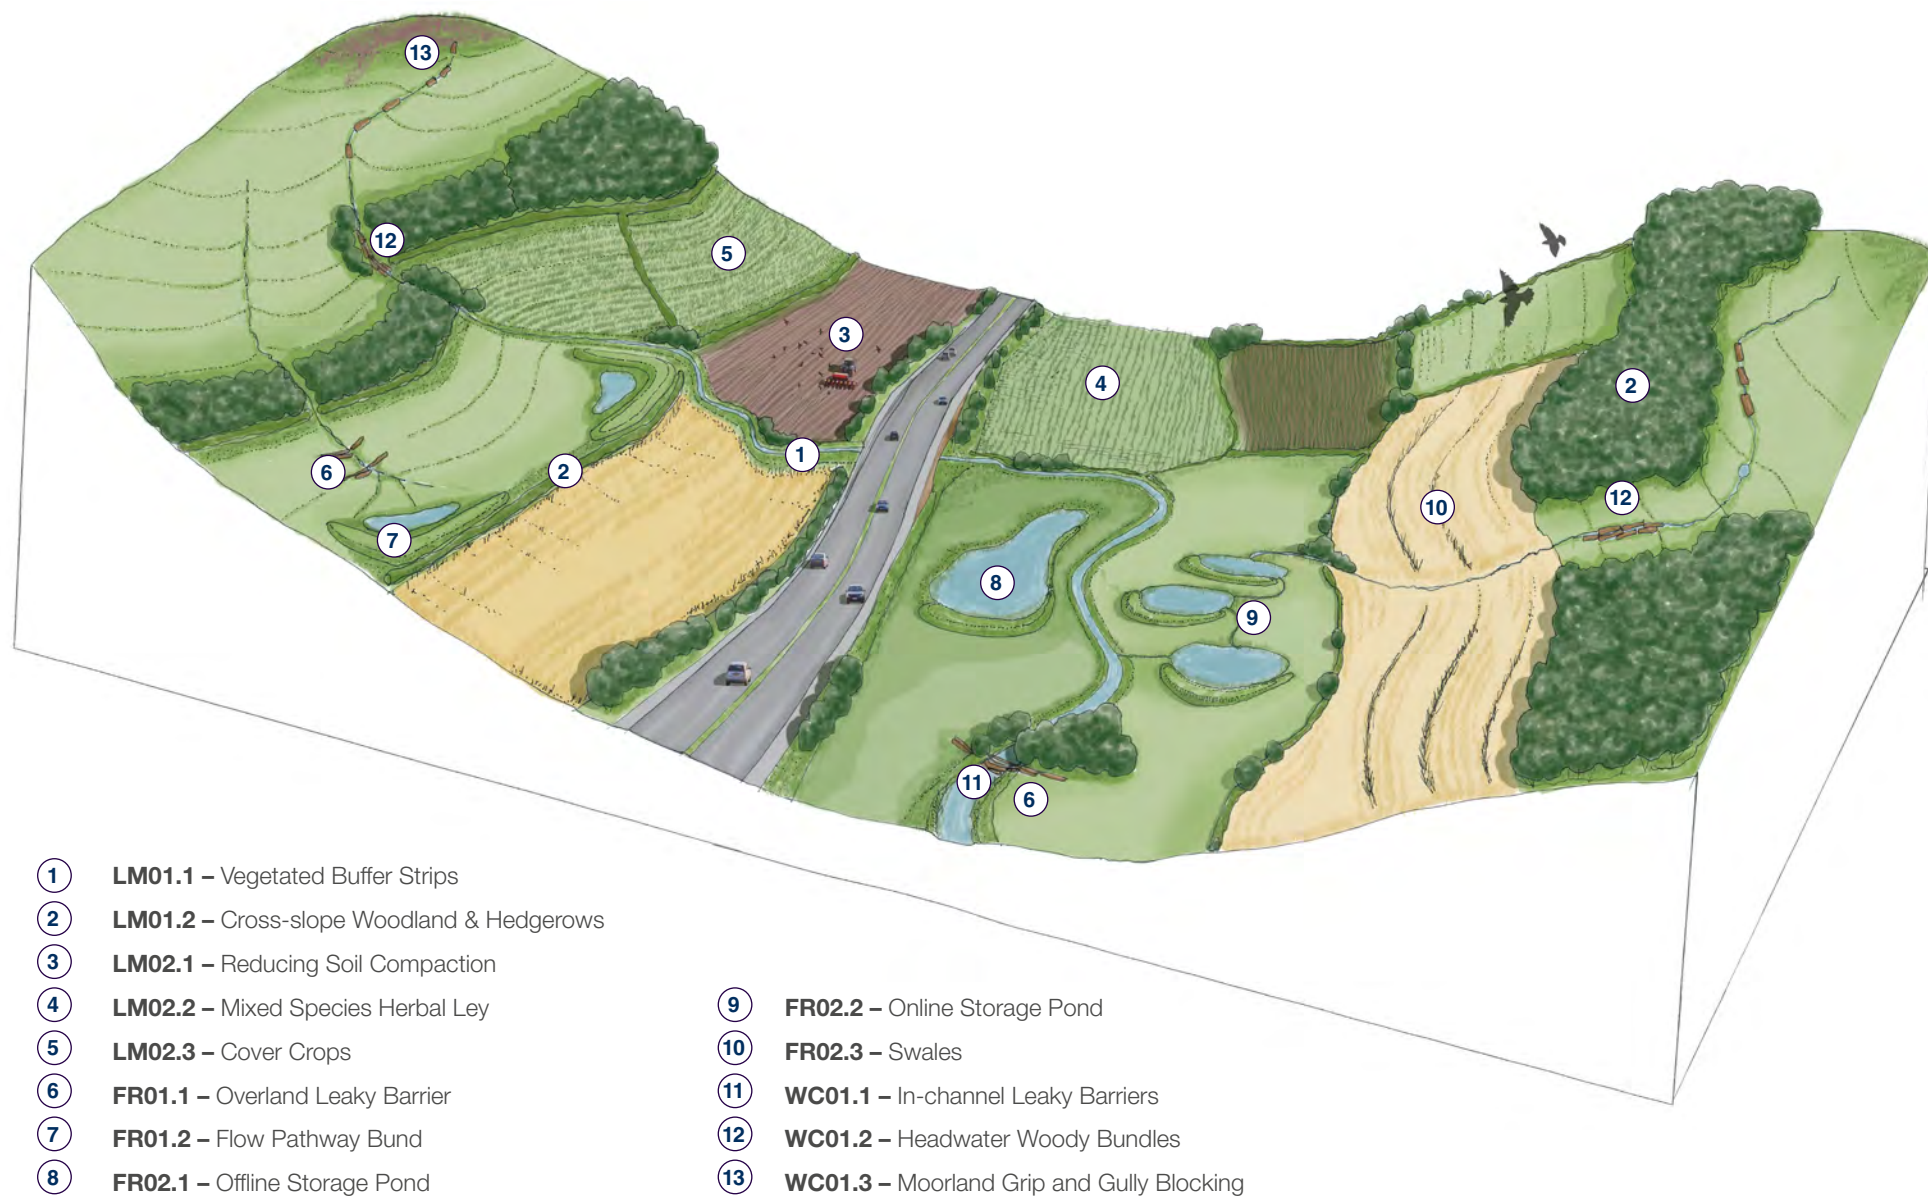 13
12
5
3
4
2
2
1
6
10
12
7
8
9
11
6
1 LM01.1 – Vegetated Buffer Strips
2 LM01.2 – Cross-slope Woodland & Hedgerows
3 LM02.1 – Reducing Soil Compaction
4 LM02.2 – Mixed Species Herbal Ley
5 LM02.3 – Cover Crops
6 FR01.1 – Overland Leaky Barrier
7 FR01.2 – Flow Pathway Bund
8 FR02.1 – Offline Storage Pond
9 FR02.2 – Online Storage Pond
10 FR02.3 – Swales
11 WC01.1 – In-channel Leaky Barriers
12 WC01.2 – Headwater Woody Bundles
13 WC01.3 – Moorland Grip and Gully Blocking